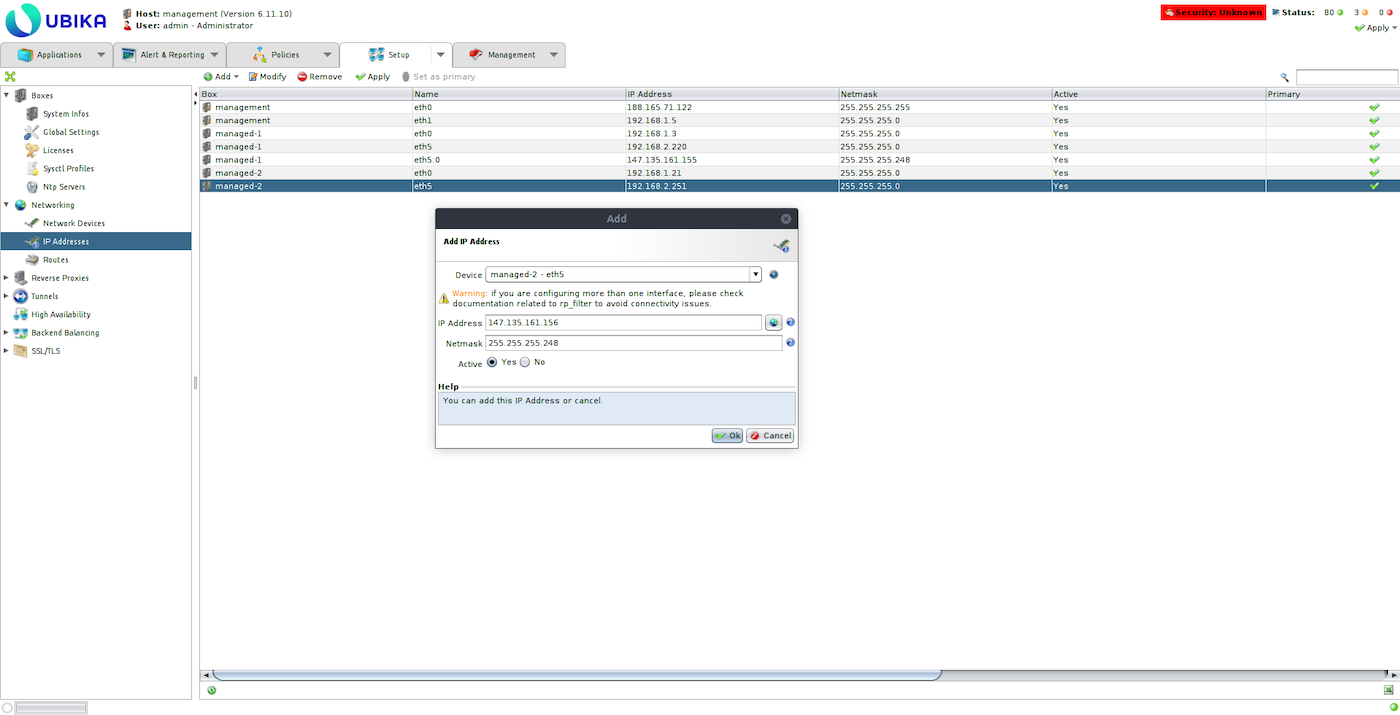 UBIKA
Host: management (Version 6.11.10)
User: admin - Administrator
Security: Unknown
Status: 80 3 0
Apply
Applications
Alert & Reporting
Policies
Setup
Management
Add Modify Remove Apply Set as primary
Boxes
System Infos
Global Settings
Licenses
Sysctl Profiles
Ntp Servers
Networking
Network Devices
IP Addresses
Routes
Reverse Proxies
Tunnels
High Availability
Backend Balancing
SSL/TLS
Box Name IP Address Netmask Active Primary
management eth0 188.165.71.122 255.255.255.255 Yes
management eth1 192.168.1.5 255.255.255.0 Yes
managed-1 eth0 192.168.1.3 255.255.255.0 Yes
managed-1 eth5 192.168.2.220 255.255.255.0 Yes
managed-1 eth5:0 147.135.161.155 255.255.255.248 Yes
managed-2 eth0 192.168.1.21 255.255.255.0 Yes
managed-2 eth5 192.168.2.251 255.255.255.0 Yes
Add
Add IP Address
Device managed-2 - eth5
Warning: if you are configuring more than one interface, please check
documentation related to rp_filter to avoid connectivity issues.
IP Address 147.135.161.156
Netmask 255.255.255.248
Active Yes No
Help
You can add this IP Address or cancel.
Ok Cancel